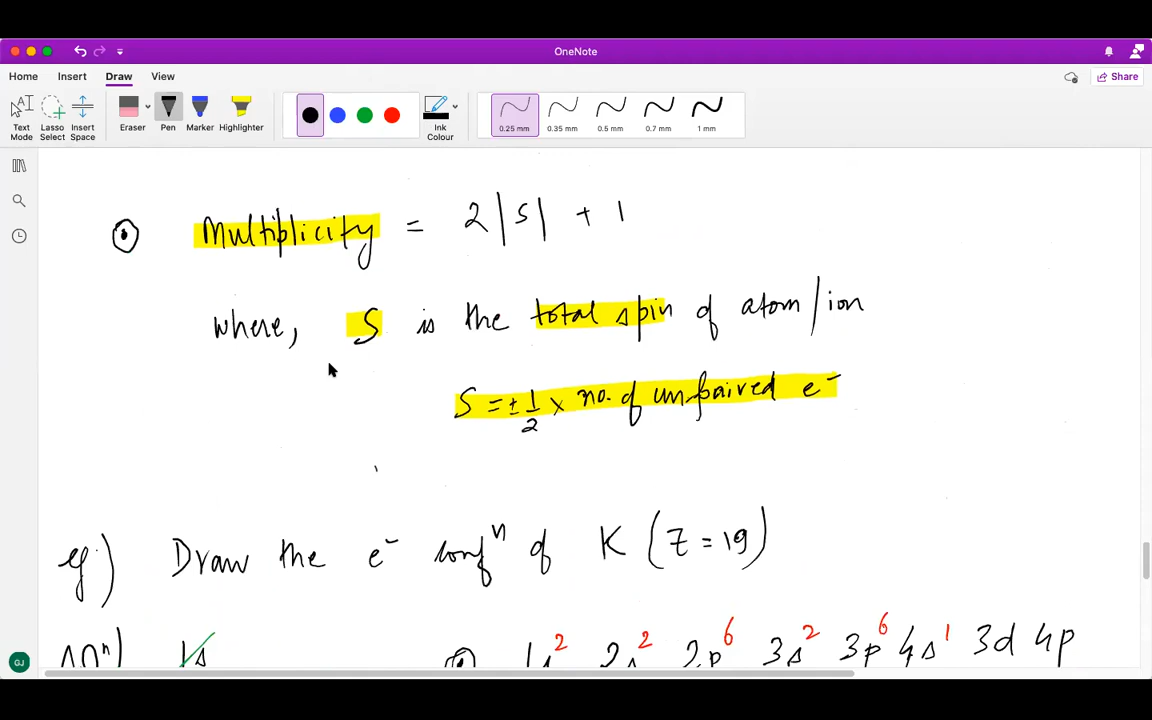 OneNote
Home Insert Draw View
Share
Text Mode Lasso Select Insert Space Eraser Pen Marker Highlighter Ink Colour 0.25 mm 0.35 mm 0.5 mm 0.7 mm 1 mm
Multiplicity = 2|S| + 1
where, S is the total spin of atom/ion
S = ± 1/2 × no. of unpaired e⁻
eg) Draw the e⁻ confⁿ of K (Z = 19)
1s 1s² 2s² 2p⁶ 3s² 3p⁶ 4s¹ 3d 4p
GJ